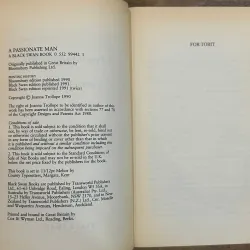 A PASSIONATE MAN
A BLACK SWAN BOOK 0 552 99442 1
Originally published in Great Britain by
Bloomsbury Publishing Ltd.
PRINTING HISTORY
Bloomsbury edition published 1990
Black Swan edition published 1991
Black Swan edition reprinted 1991 (twice)
Copyright © Joanna Trollope 1990
The right of Joanna Trollope to be identified as author of this
work has been asserted in accordance with sections 77 and
78 of the Copyright Designs and Patents Act 1988.
Conditions of sale
1. This book is sold subject to the condition that it shall
not, by way of trade or otherwise, be lent, re-sold, hired out
or otherwise circulated without the publisher's prior consent
in any form of binding or cover other than that in which
it is published and without a similar condition including this
condition being imposed on the subsequent purchaser.
2. This book is sold subject to the Standard Conditions of
Sale of Net Books and may not be re-sold in the U.K.
below the net price fixed by the publishers for the book.
This book is set in 11/12pt Melior by
County Typesetters, Margate, Kent
Black Swan Books are published by Transworld Publishers
Ltd., 61–63 Uxbridge Road, Ealing, London W5 5SA, in
Australia by Transworld Publishers (Australia) Pty. Ltd.,
15–23 Helles Avenue, Moorebank, NSW 2170, and in New
Zealand by Transworld Publishers (N.Z.) Ltd., Cnr. Moselle
and Waipareira Avenues, Henderson, Auckland
Printed and bound in Great Britain by
Cox & Wyman Ltd., Reading, Berks.
FOR TOBIT